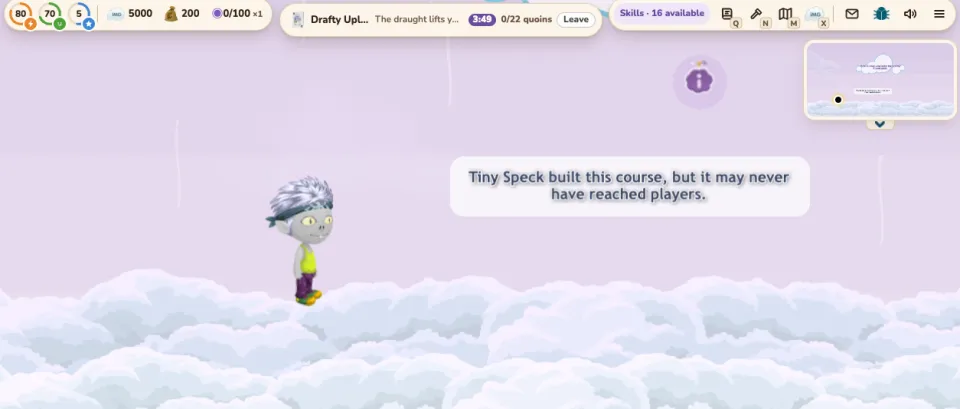 80
70
5
5000
200
0/100 ×1
Drafty Upl...
The draught lifts y...
3:49
0/22 quoins
Leave
Skills · 16 available
Q
N
M
X
Tiny Speck built this course, but it may never
have reached players.